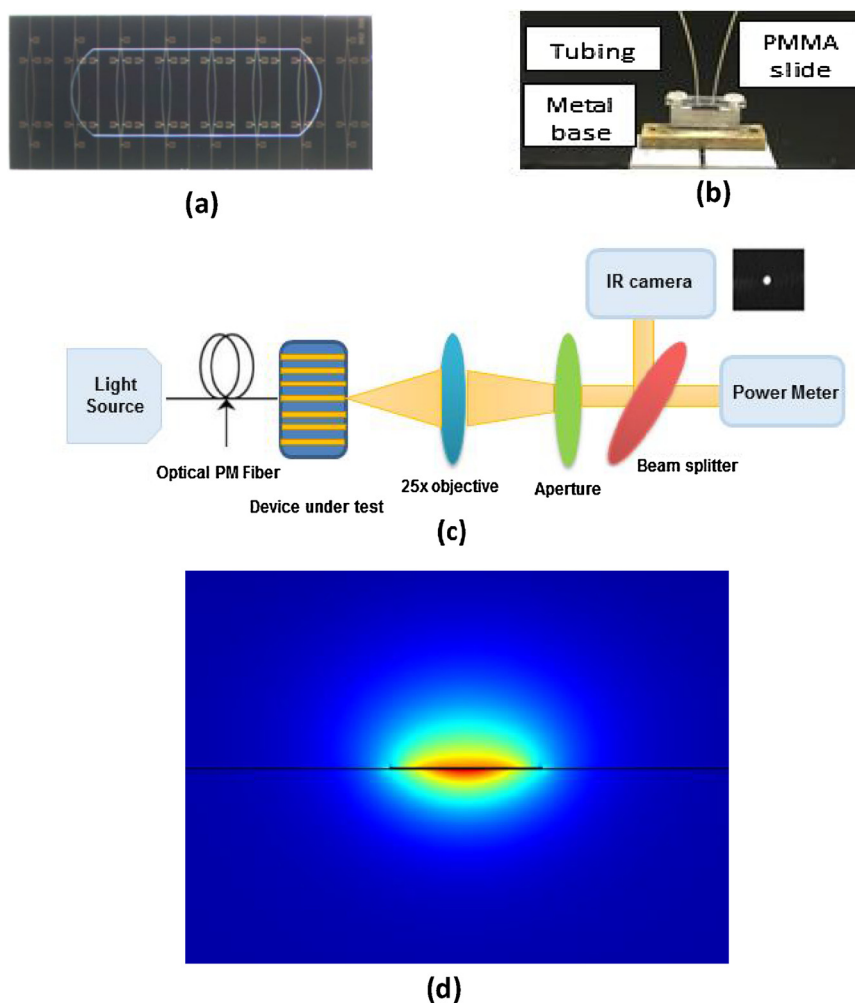 Tubing
PMMA
slide
Metal
base
(a)
(b)
IR camera
Light
Source
Power Meter
Optical PM Fiber
Device under test
25x objective
Aperture
Beam splitter
(c)
(d)